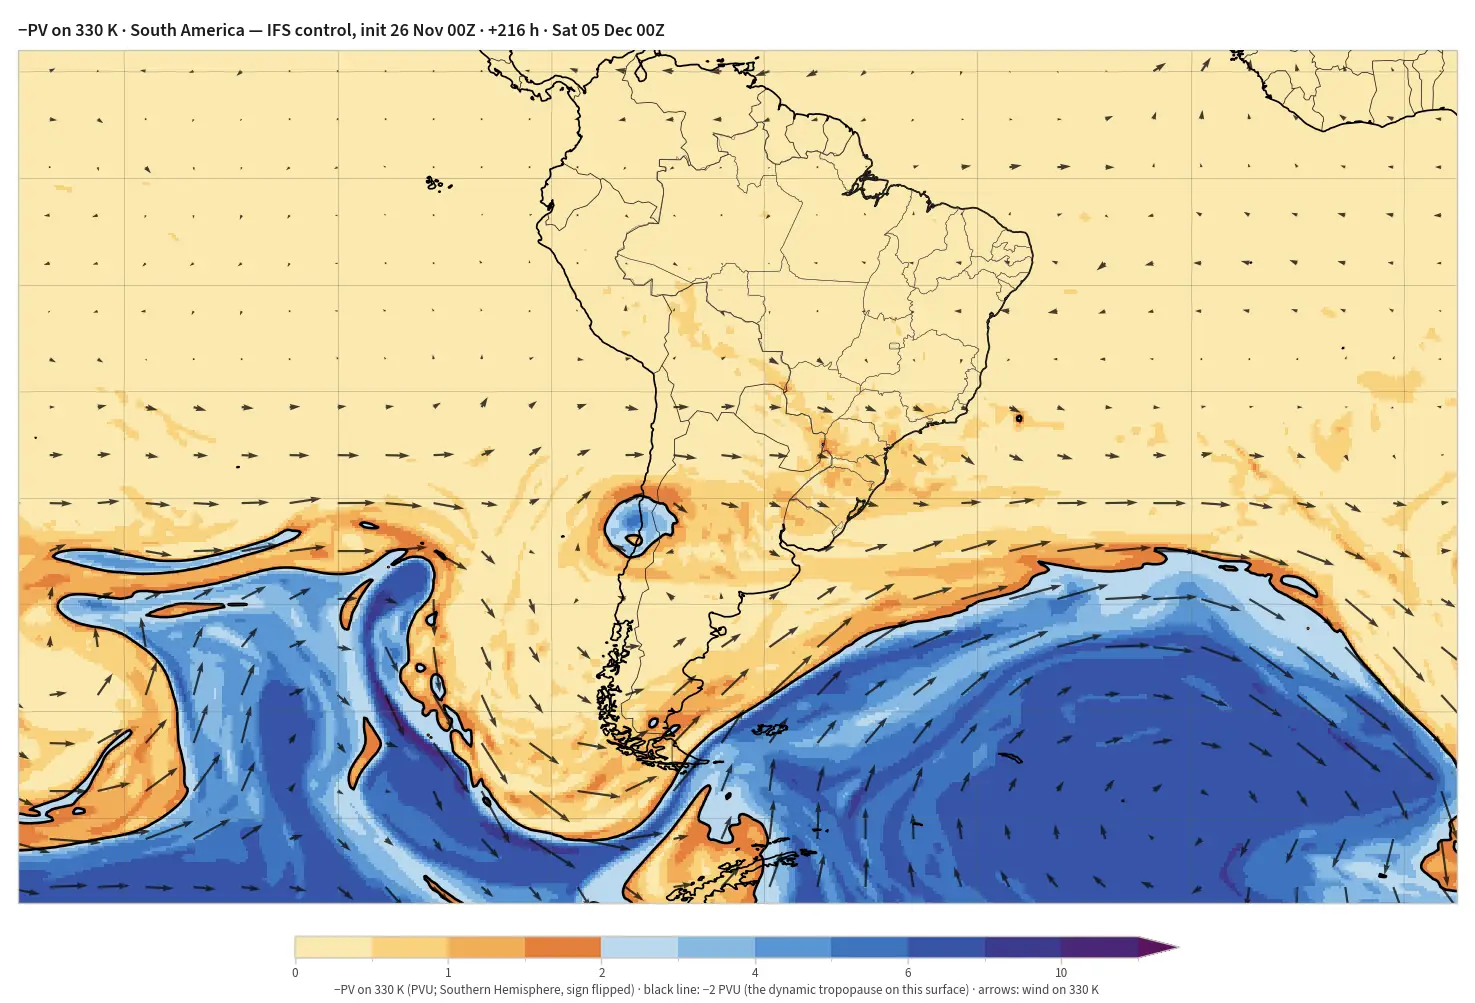 −PV on 330 K · South America — IFS control, init 26 Nov 00Z · +216 h · Sat 05 Dec 00Z
0 1 2 4 6 10
−PV on 330 K (PVU; Southern Hemisphere, sign flipped) · black line: −2 PVU (the dynamic tropopause on this surface) · arrows: wind on 330 K